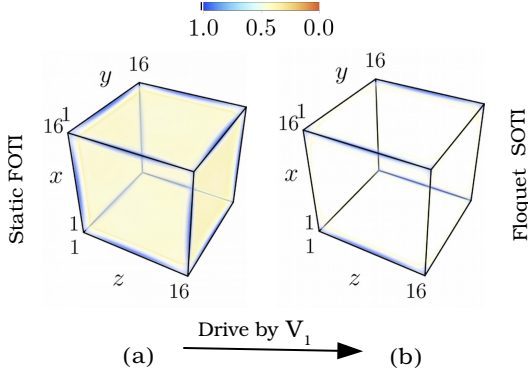 1.0 0.5 0.0
Static FOTI
16
y
1
16
x
1
1
z
16
16
y
1
16
x
1
1
z
16
Floquet SOTI
Drive by V1
(a) (b)